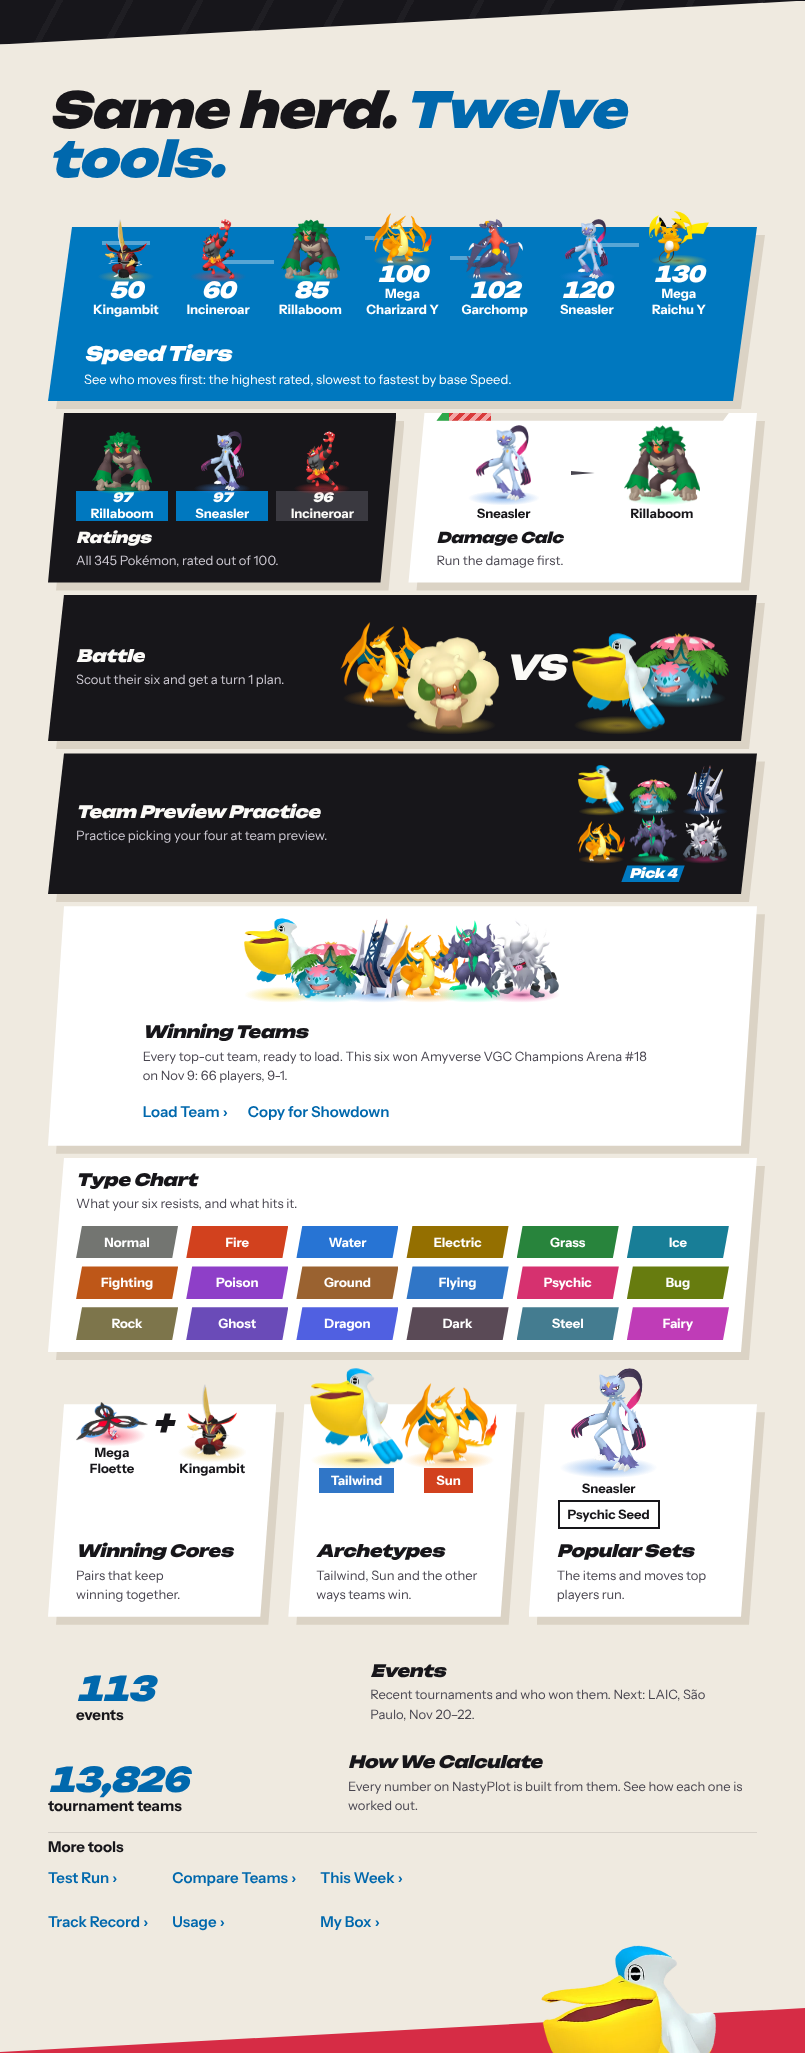 Same herd. Twelve
tools.
50
Kingambit
60
Incineroar
85
Rillaboom
100
Mega
Charizard Y
102
Garchomp
120
Sneasler
130
Mega
Raichu Y
Speed Tiers
See who moves first: the highest rated, slowest to fastest by base Speed.
97
Rillaboom
97
Sneasler
96
Incineroar
Ratings
All 345 Pokémon, rated out of 100.
Sneasler
Rillaboom
Damage Calc
Run the damage first.
Battle
Scout their six and get a turn 1 plan.
VS
Team Preview Practice
Practice picking your four at team preview.
Pick 4
Winning Teams
Every top-cut team, ready to load. This six won Amyverse VGC Champions Arena #18
on Nov 9: 66 players, 9-1.
Load Team › Copy for Showdown
Type Chart
What your six resists, and what hits it.
Normal Fire Water Electric Grass Ice
Fighting Poison Ground Flying Psychic Bug
Rock Ghost Dragon Dark Steel Fairy
Mega
Floette
+
Kingambit
Winning Cores
Pairs that keep
winning together.
Tailwind Sun
Archetypes
Tailwind, Sun and the other
ways teams win.
Sneasler
Psychic Seed
Popular Sets
The items and moves top
players run.
113
events
Events
Recent tournaments and who won them. Next: LAIC, São
Paulo, Nov 20–22.
13,826
tournament teams
How We Calculate
Every number on NastyPlot is built from them. See how each one is
worked out.
More tools
Test Run › Compare Teams › This Week ›
Track Record › Usage › My Box ›